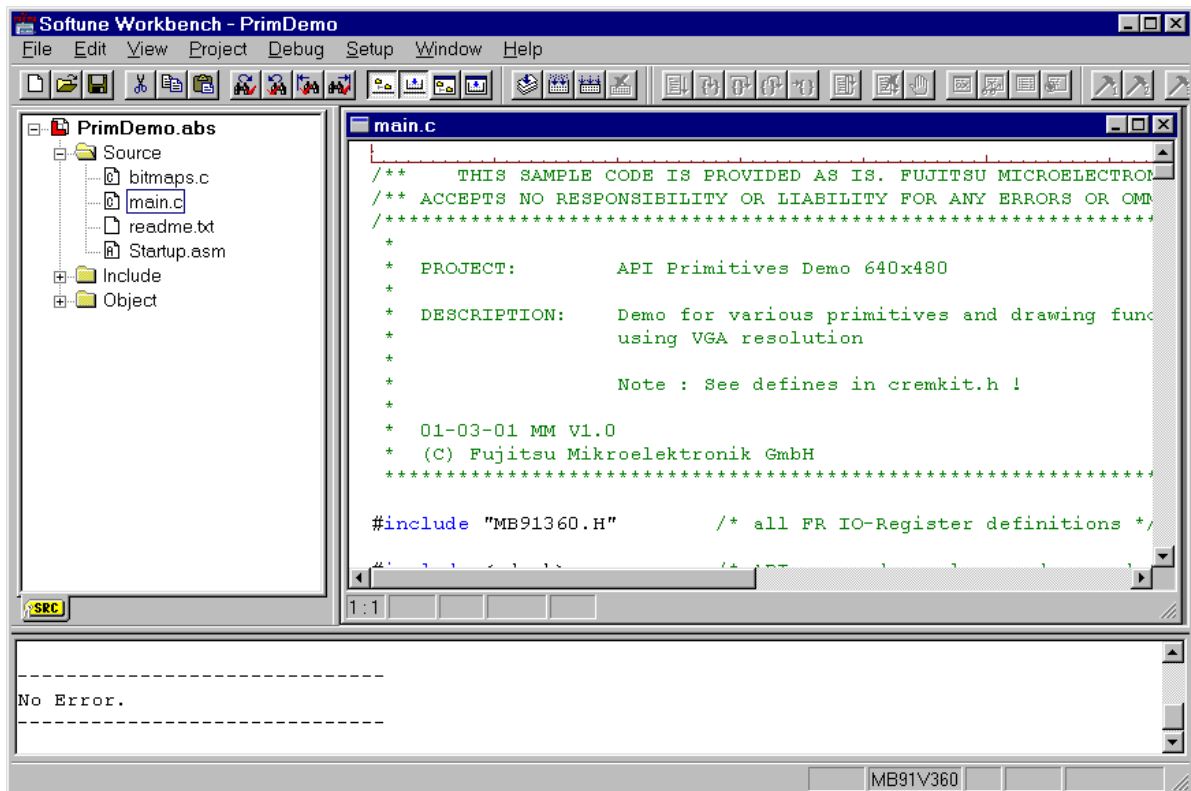 Softune Workbench - PrimDemo
File Edit View Project Debug Setup Window Help
PrimDemo.abs
Source
bitmaps.c
main.c
readme.txt
Startup.asm
Include
Object
SRC
main.c
/** THIS SAMPLE CODE IS PROVIDED AS IS. FUJITSU MICROELECTRON
/** ACCEPTS NO RESPONSIBILITY OR LIABILITY FOR ANY ERRORS OR OMM
/***************************************************************
*
* PROJECT: API Primitives Demo 640x480
*
* DESCRIPTION: Demo for various primitives and drawing func
* using VGA resolution
*
* Note : See defines in cremkit.h !
*
* 01-03-01 MM V1.0
* (C) Fujitsu Mikroelektronik GmbH
***************************************************************
#include "MB91360.H" /* all FR IO-Register definitions */
1:1
------------------------------
No Error.
------------------------------
MB91V360